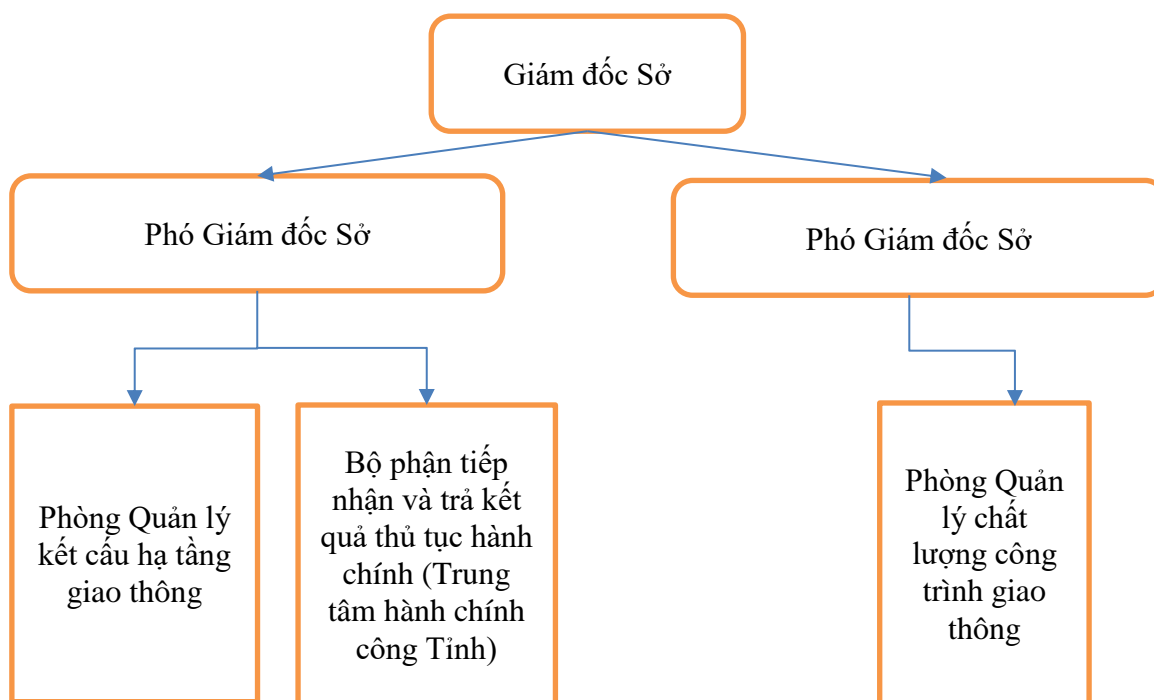 Giám đốc Sở
Phó Giám đốc Sở
Phó Giám đốc Sở
Phòng Quản lý
kết cấu hạ tầng
giao thông
Bộ phận tiếp
nhận và trả kết
quả thủ tục hành
chính (Trung
tâm hành chính
công Tỉnh)
Phòng Quản
lý chất
lượng công
trình giao
thông